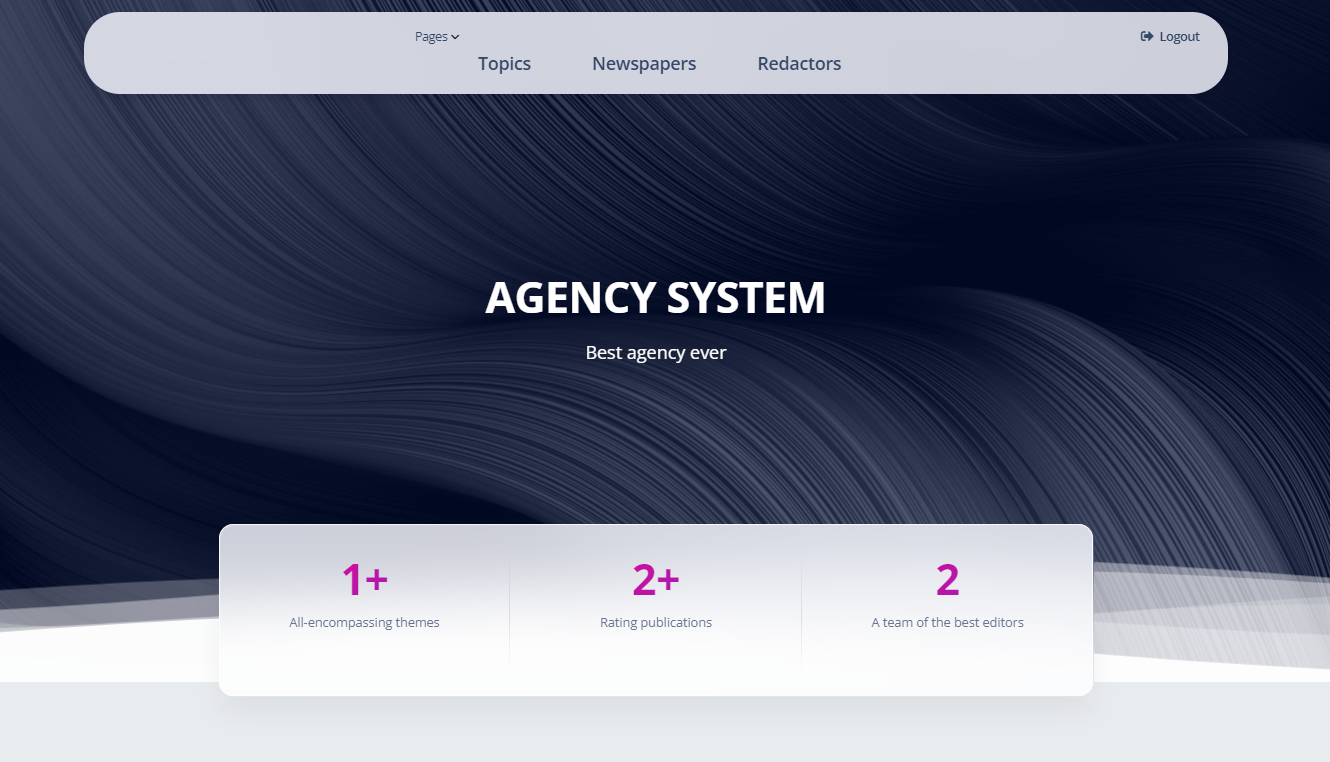 Pages
Logout
Topics Newspapers Redactors
AGENCY SYSTEM
Best agency ever
1+ 2+ 2
All-encompassing themes Rating publications A team of the best editors